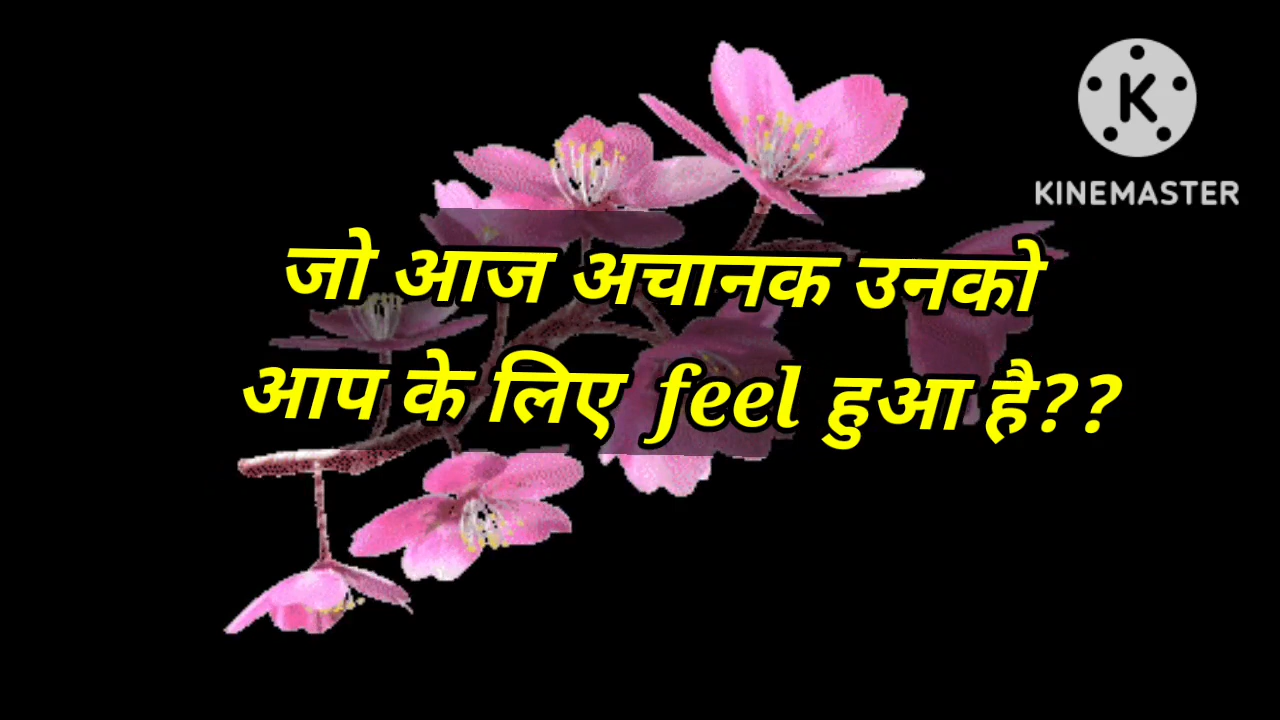 KINEMASTER
जो आज अचानक उनको
आप के लिए feel हुआ है??